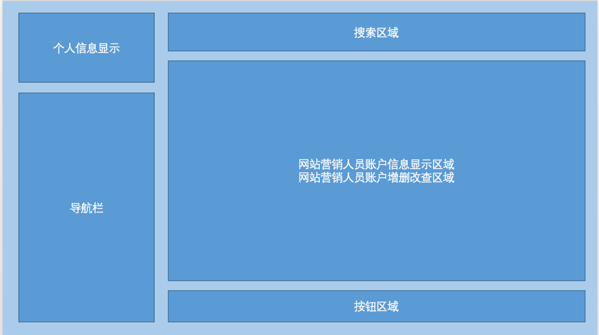 个人信息显示
搜索区域
网站营销人员账户信息显示区域
网站营销人员账户增删改查区域
导航栏
按钮区域